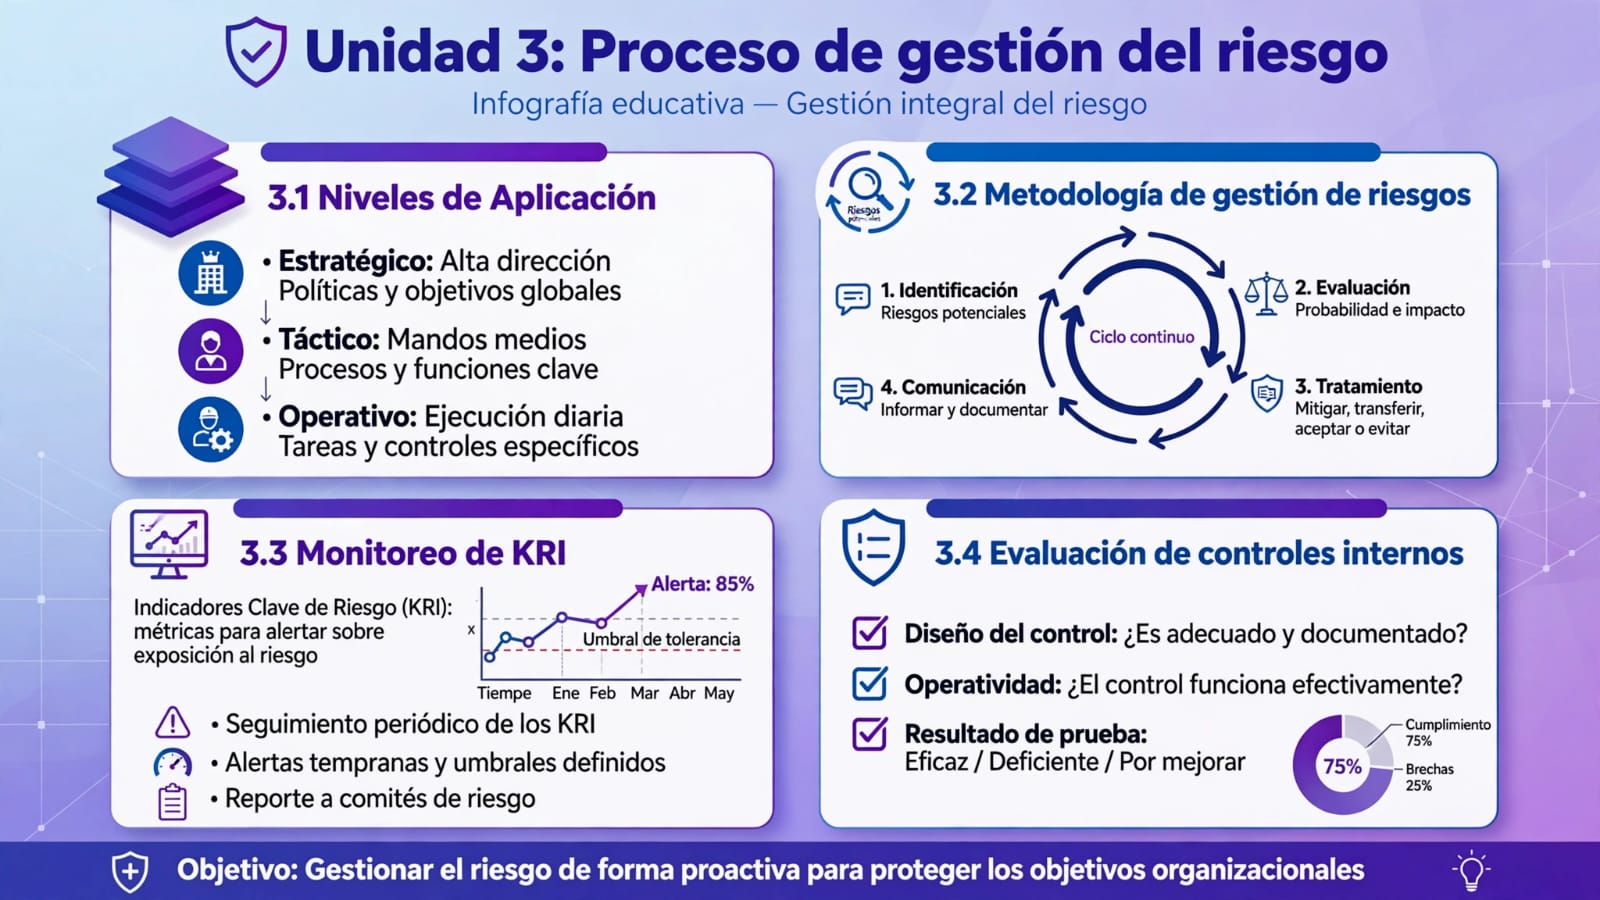 Unidad 3: Proceso de gestión del riesgo
Infografía educativa — Gestión integral del riesgo
3.1 Niveles de Aplicación
• Estratégico: Alta dirección
Políticas y objetivos globales
• Táctico: Mandos medios
Procesos y funciones clave
• Operativo: Ejecución diaria
Tareas y controles específicos
Riesgos
3.2 Metodología de gestión de riesgos
1. Identificación
Riesgos potenciales
2. Evaluación
Probabilidad e impacto
Ciclo continuo
3. Tratamiento
Mitigar, transferir,
aceptar o evitar
4. Comunicación
Informar y documentar
3.3 Monitoreo de KRI
Indicadores Clave de Riesgo (KRI):
métricas para alertar sobre
exposición al riesgo
Alerta: 85%
x
Umbral de tolerancia
Tiempe Ene Feb Mar Abr May
• Seguimiento periódico de los KRI
• Alertas tempranas y umbrales definidos
• Reporte a comités de riesgo
3.4 Evaluación de controles internos
Diseño del control: ¿Es adecuado y documentado?
Operatividad: ¿El control funciona efectivamente?
Resultado de prueba:
Eficaz / Deficiente / Por mejorar
75%
Cumplimiento
75%
Brechas
25%
Objetivo: Gestionar el riesgo de forma proactiva para proteger los objetivos organizacionales